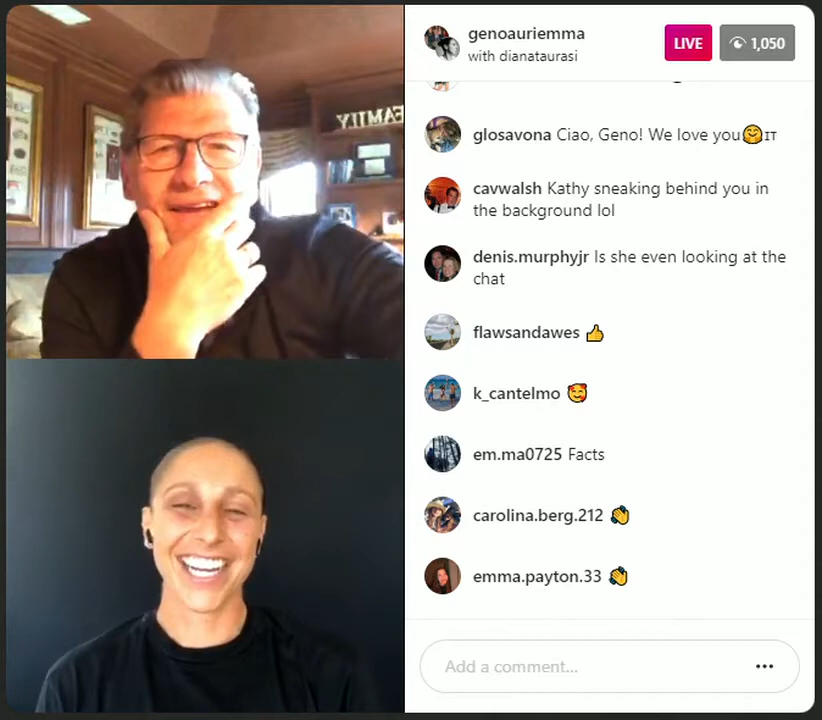 genoauriemma
with dianataurasi
LIVE
1,050
glosavona Ciao, Geno! We love you🤗IT
cavwalsh Kathy sneaking behind you in
the background lol
denis.murphyjr Is she even looking at the
chat
flawsandawes 👍
k_cantelmo 🥰
em.ma0725 Facts
carolina.berg.212 👏
emma.payton.33 👏
Add a comment...
FAMILY